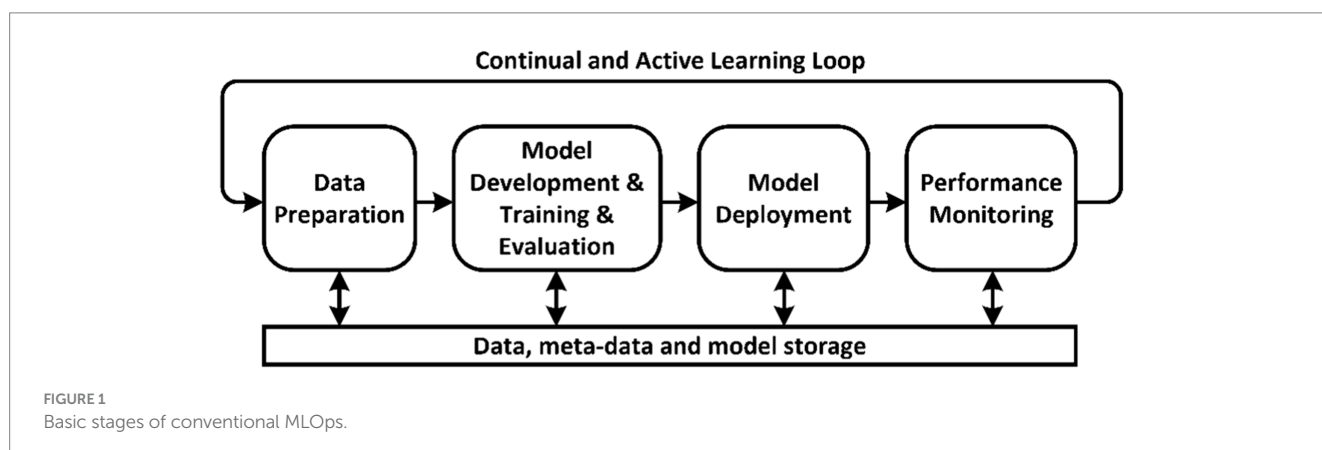 Continual and Active Learning Loop
Data
Preparation
Model
Development &
Training &
Evaluation
Model
Deployment
Performance
Monitoring
Data, meta-data and model storage
FIGURE 1
Basic stages of conventional MLOps.